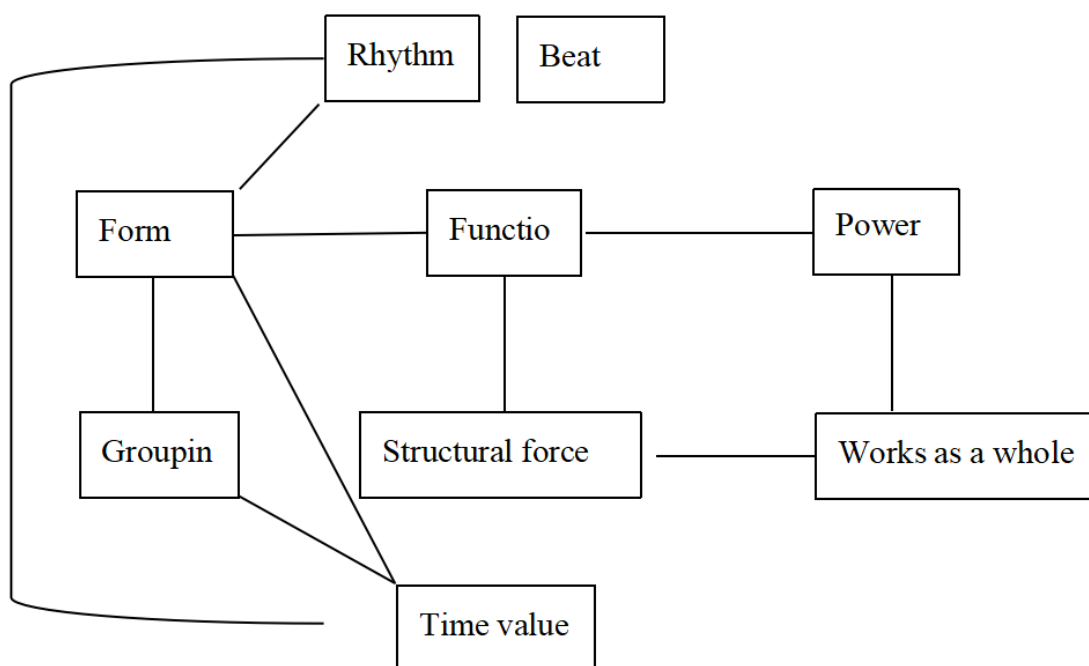 Rhythm
Beat
Form
Functio
Power
Groupin
Structural force
Works as a whole
Time value